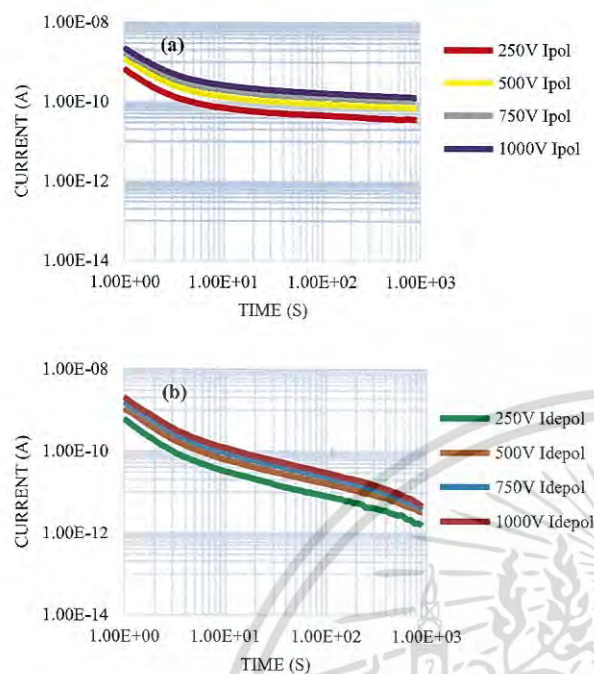 1.00E-08
(a)
250V Ipol
500V Ipol
750V Ipol
1000V Ipol
1.00E-10
1.00E-12
1.00E-14
CURRENT (A)
1.00E+00 1.00E+01 1.00E+02 1.00E+03
TIME (S)
1.00E-08
(b)
250V Idepol
500V Idepol
750V Idepol
1000V Idepol
1.00E-10
1.00E-12
1.00E-14
CURRENT (A)
1.00E+00 1.00E+01 1.00E+02 1.00E+03
TIME (S)